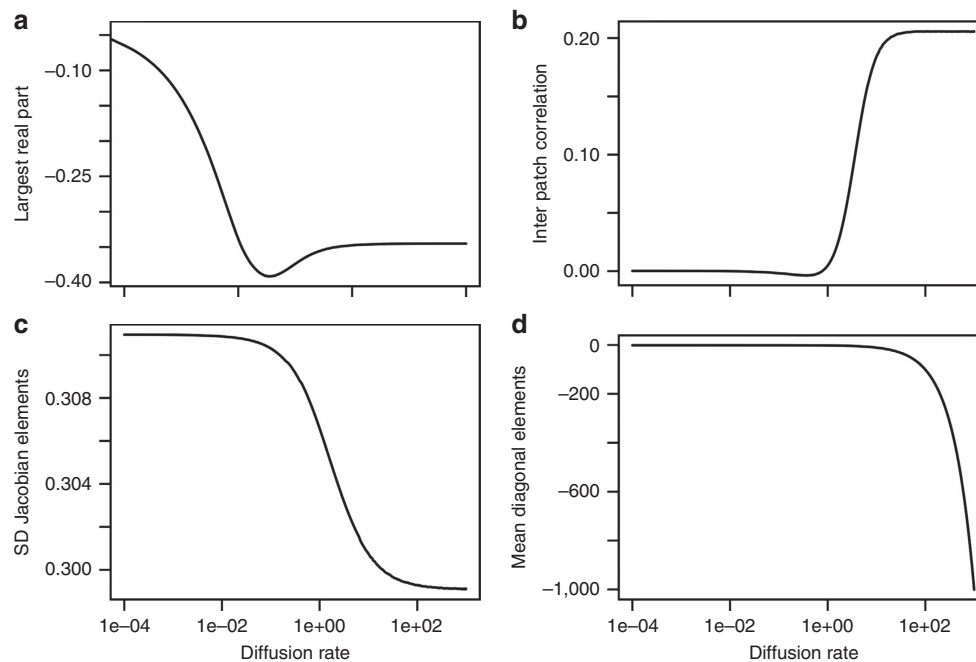 a
−0.10
−0.25
−0.40
Largest real part
b
0.20
0.10
0.00
Inter patch correlation
c
0.308
0.304
0.300
SD Jacobian elements
1e–04 1e–02 1e+00 1e+02
Diffusion rate
d
0
−200
−600
−1,000
Mean diagonal elements
1e–04 1e–02 1e+00 1e+02
Diffusion rate